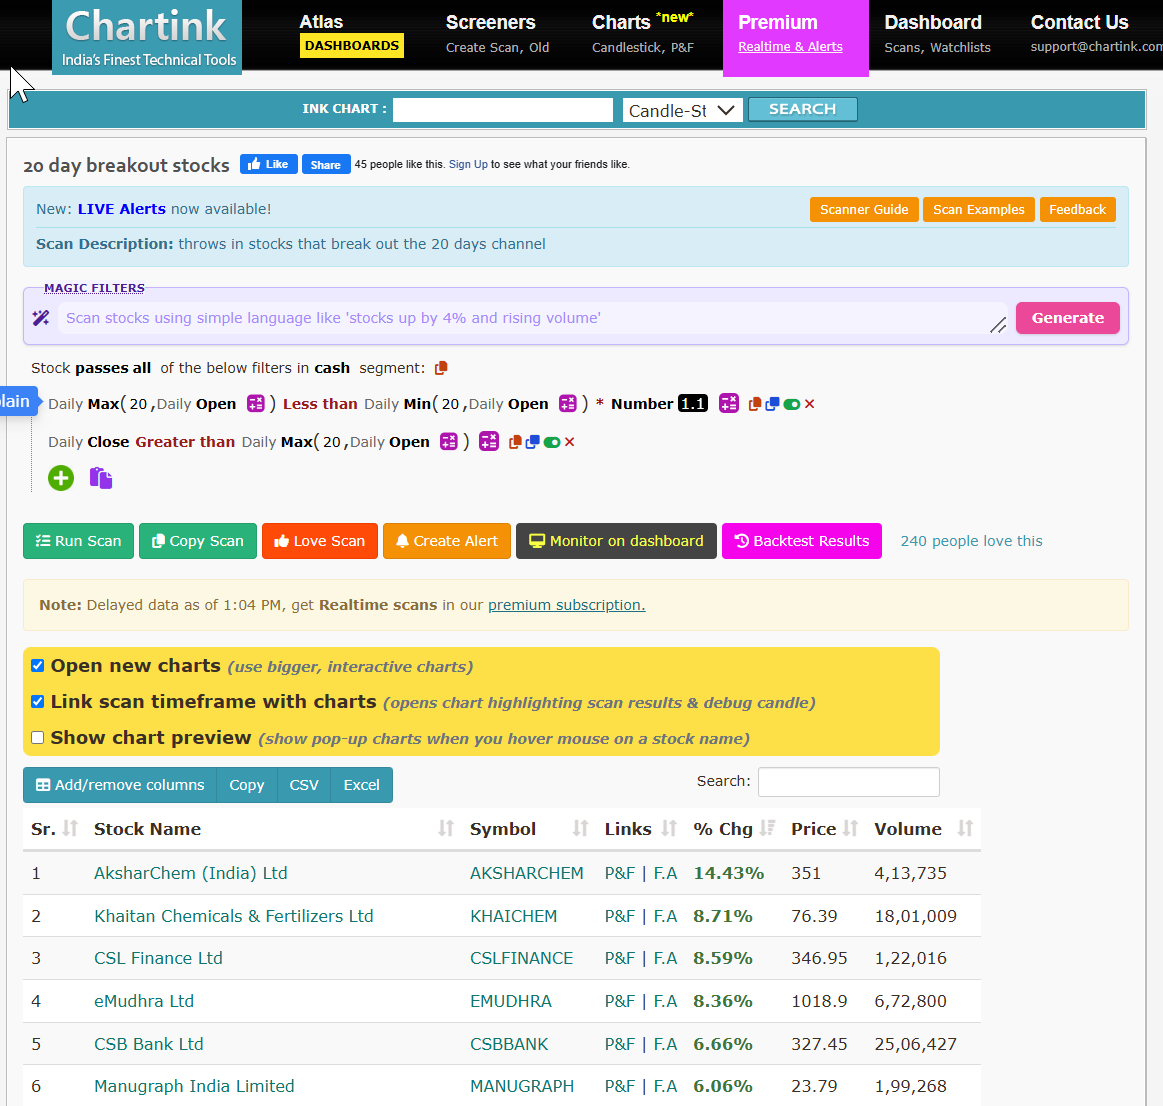 Chartink
India's Finest Technical Tools
Atlas
DASHBOARDS
Screeners
Create Scan, Old
Charts *new*
Candlestick, P&F
Premium
Realtime & Alerts
Dashboard
Scans, Watchlists
Contact Us
support@chartink.com
INK CHART : Candle-St SEARCH
20 day breakout stocks Like Share 45 people like this. Sign Up to see what your friends like.
New: LIVE Alerts now available! Scanner Guide Scan Examples Feedback
Scan Description: throws in stocks that break out the 20 days channel
MAGIC FILTERS
Scan stocks using simple language like 'stocks up by 4% and rising volume' Generate
Stock passes all of the below filters in cash segment:
lain
Daily Max( 20 ,Daily Open ) Less than Daily Min( 20 ,Daily Open ) * Number 1.1
Daily Close Greater than Daily Max( 20 ,Daily Open )
Run Scan Copy Scan Love Scan Create Alert Monitor on dashboard Backtest Results 240 people love this
Note: Delayed data as of 1:04 PM, get Realtime scans in our premium subscription.
Open new charts (use bigger, interactive charts)
Link scan timeframe with charts (opens chart highlighting scan results & debug candle)
Show chart preview (show pop-up charts when you hover mouse on a stock name)
Add/remove columns Copy CSV Excel Search:
Sr. Stock Name Symbol Links % Chg Price Volume
1 AksharChem (India) Ltd AKSHARCHEM P&F | F.A 14.43% 351 4,13,735
2 Khaitan Chemicals & Fertilizers Ltd KHAICHEM P&F | F.A 8.71% 76.39 18,01,009
3 CSL Finance Ltd CSLFINANCE P&F | F.A 8.59% 346.95 1,22,016
4 eMudhra Ltd EMUDHRA P&F | F.A 8.36% 1018.9 6,72,800
5 CSB Bank Ltd CSBBANK P&F | F.A 6.66% 327.45 25,06,427
6 Manugraph India Limited MANUGRAPH P&F | F.A 6.06% 23.79 1,99,268